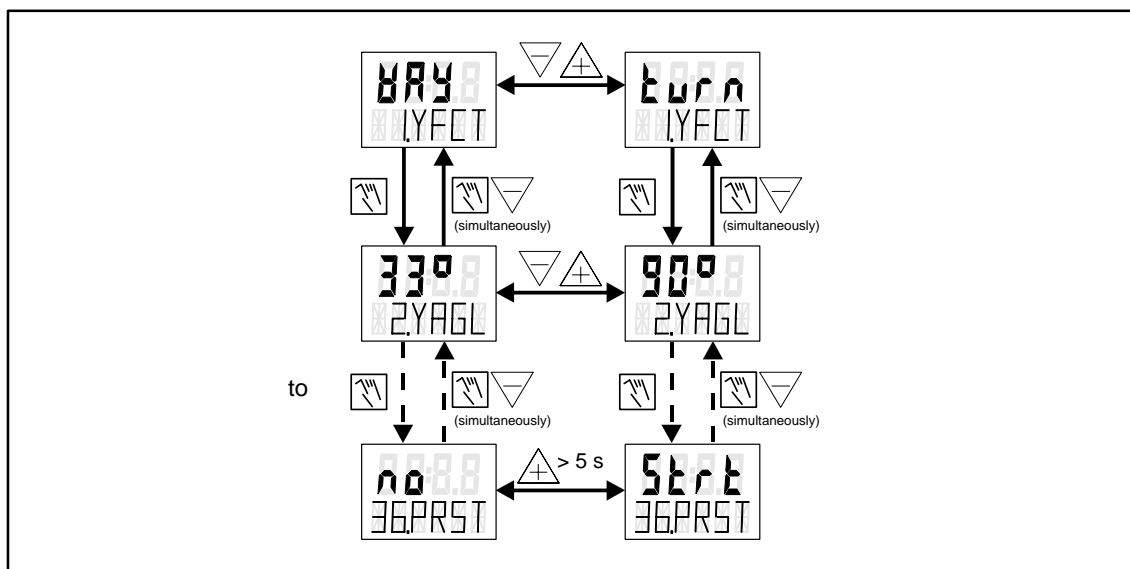 WAY turn
1.YFCT 1.YFCT
(simultaneously) (simultaneously)
33° 90°
2.YAGL 2.YAGL
to
(simultaneously) (simultaneously)
no > 5 s Strt
36.PRST 36.PRST